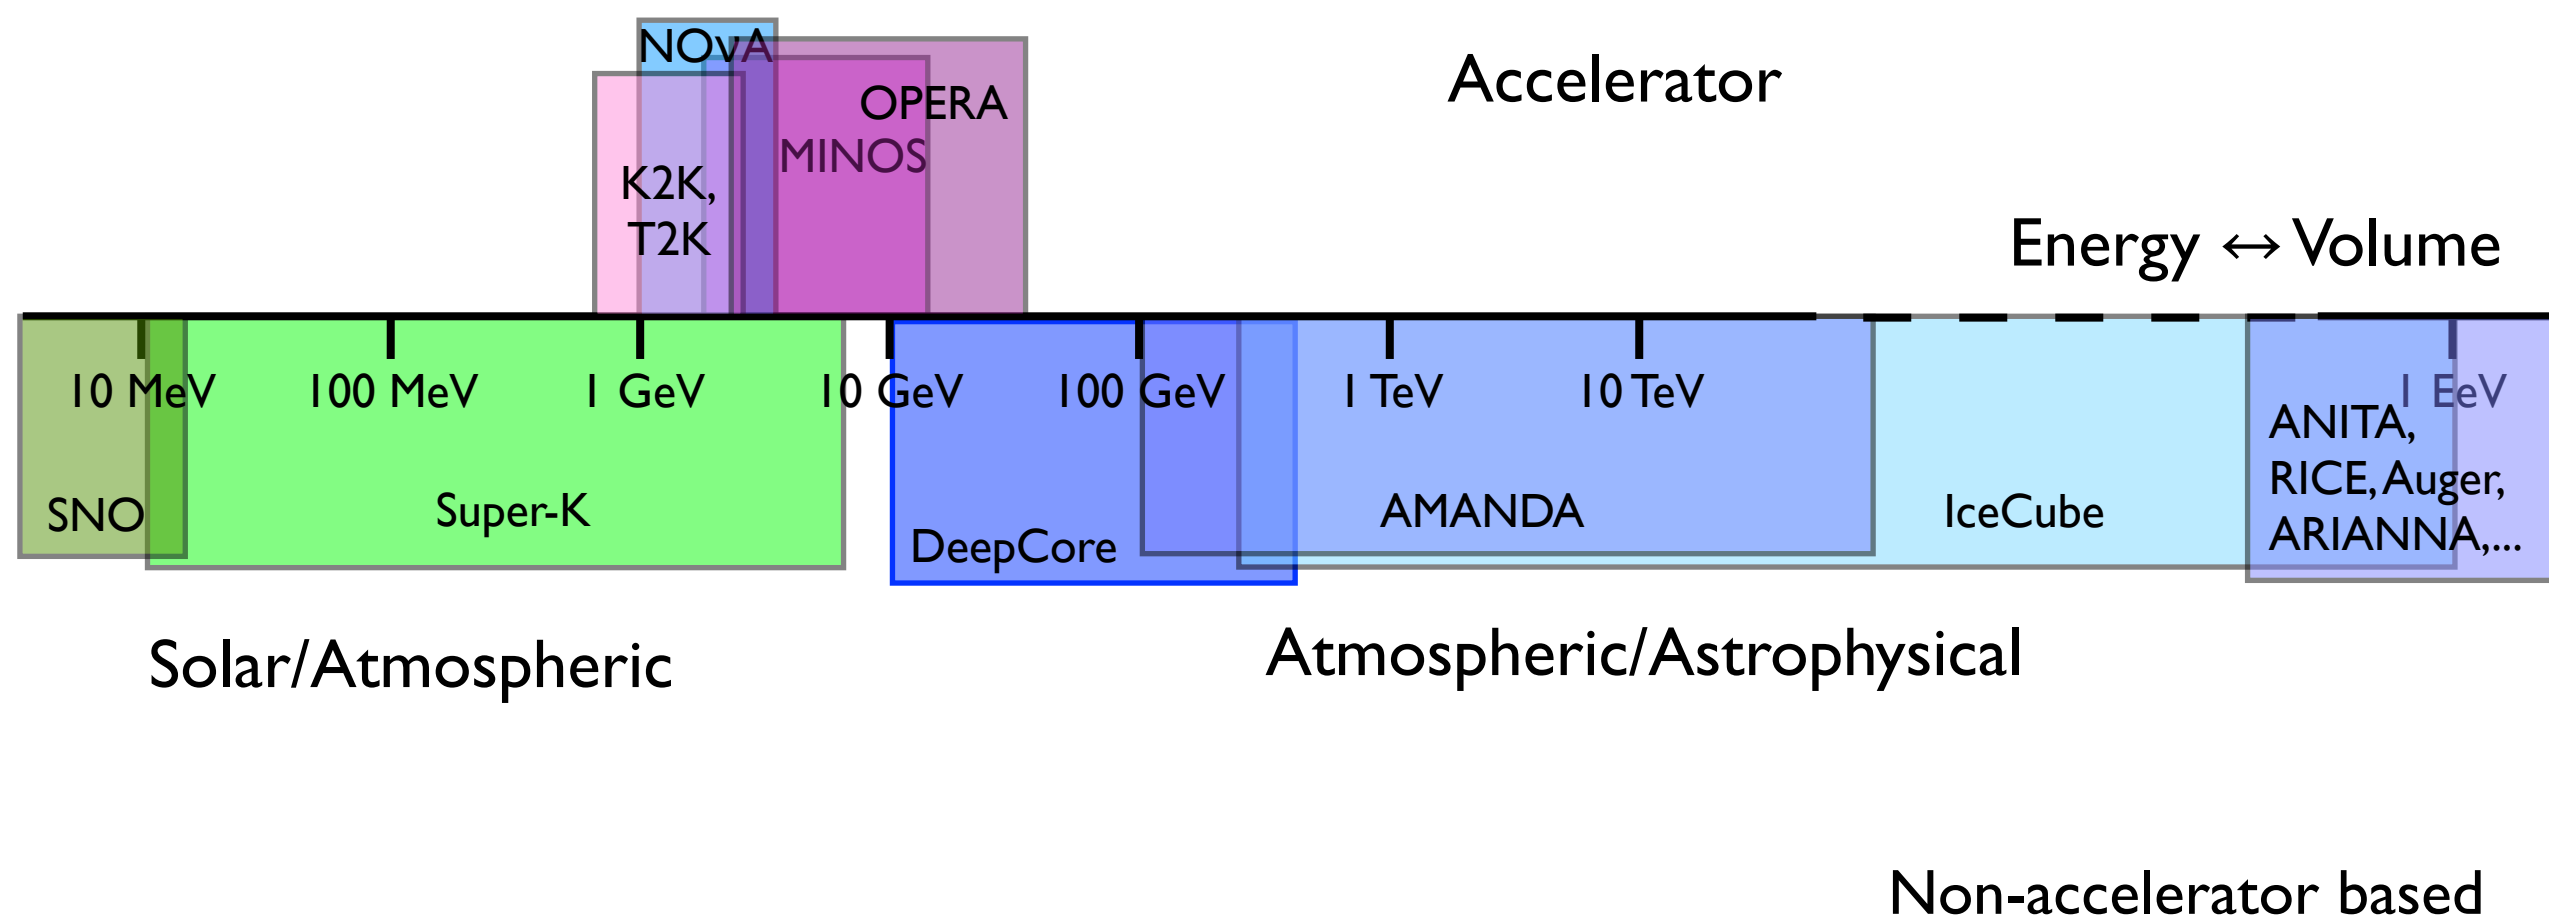 NOνA
Accelerator
OPERA
MINOS
K2K,
T2K
Energy ↔ Volume
10 MeV
100 MeV
1 GeV
10 GeV
100 GeV
1 TeV
10 TeV
1 EeV
ANITA,
RICE, Auger,
ARIANNA,...
SNO
Super-K
DeepCore
AMANDA
IceCube
Solar/Atmospheric
Atmospheric/Astrophysical
Non-accelerator based